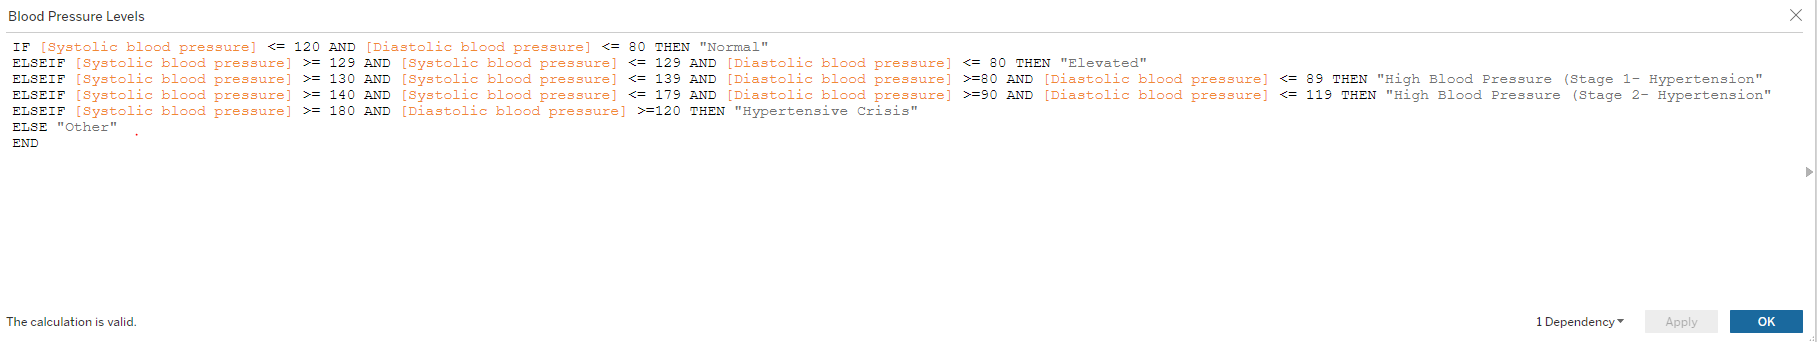 Blood Pressure Levels
IF [Systolic blood pressure] <= 120 AND [Diastolic blood pressure] <= 80 THEN "Normal"
ELSEIF [Systolic blood pressure] >= 129 AND [Systolic blood pressure] <= 129 AND [Diastolic blood pressure] <= 80 THEN "Elevated"
ELSEIF [Systolic blood pressure] >= 130 AND [Systolic blood pressure] <= 139 AND [Diastolic blood pressure] >=80 AND [Diastolic blood pressure] <= 89 THEN "High Blood Pressure (Stage 1- Hypertension"
ELSEIF [Systolic blood pressure] >= 140 AND [Systolic blood pressure] <= 179 AND [Diastolic blood pressure] >=90 AND [Diastolic blood pressure] <= 119 THEN "High Blood Pressure (Stage 2- Hypertension"
ELSEIF [Systolic blood pressure] >= 180 AND [Diastolic blood pressure] >=120 THEN "Hypertensive Crisis"
ELSE "Other"
END
The calculation is valid.
1 Dependency
Apply
OK